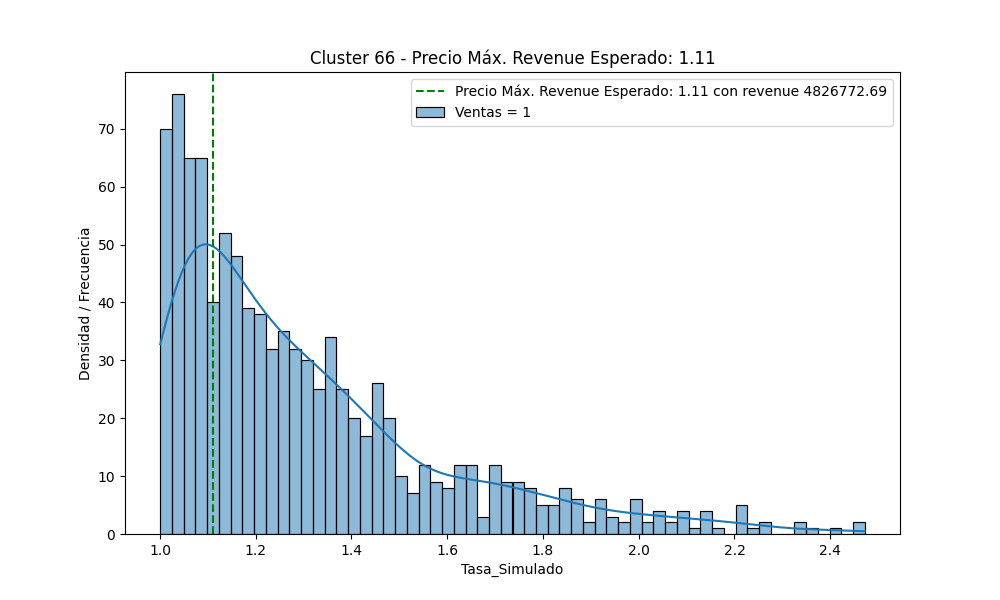 Cluster 66 - Precio Máx. Revenue Esperado: 1.11
Precio Máx. Revenue Esperado: 1.11 con revenue 4826772.69
Ventas = 1
Densidad / Frecuencia
70
60
50
40
30
20
10
0
1.0 1.2 1.4 1.6 1.8 2.0 2.2 2.4
Tasa_Simulado